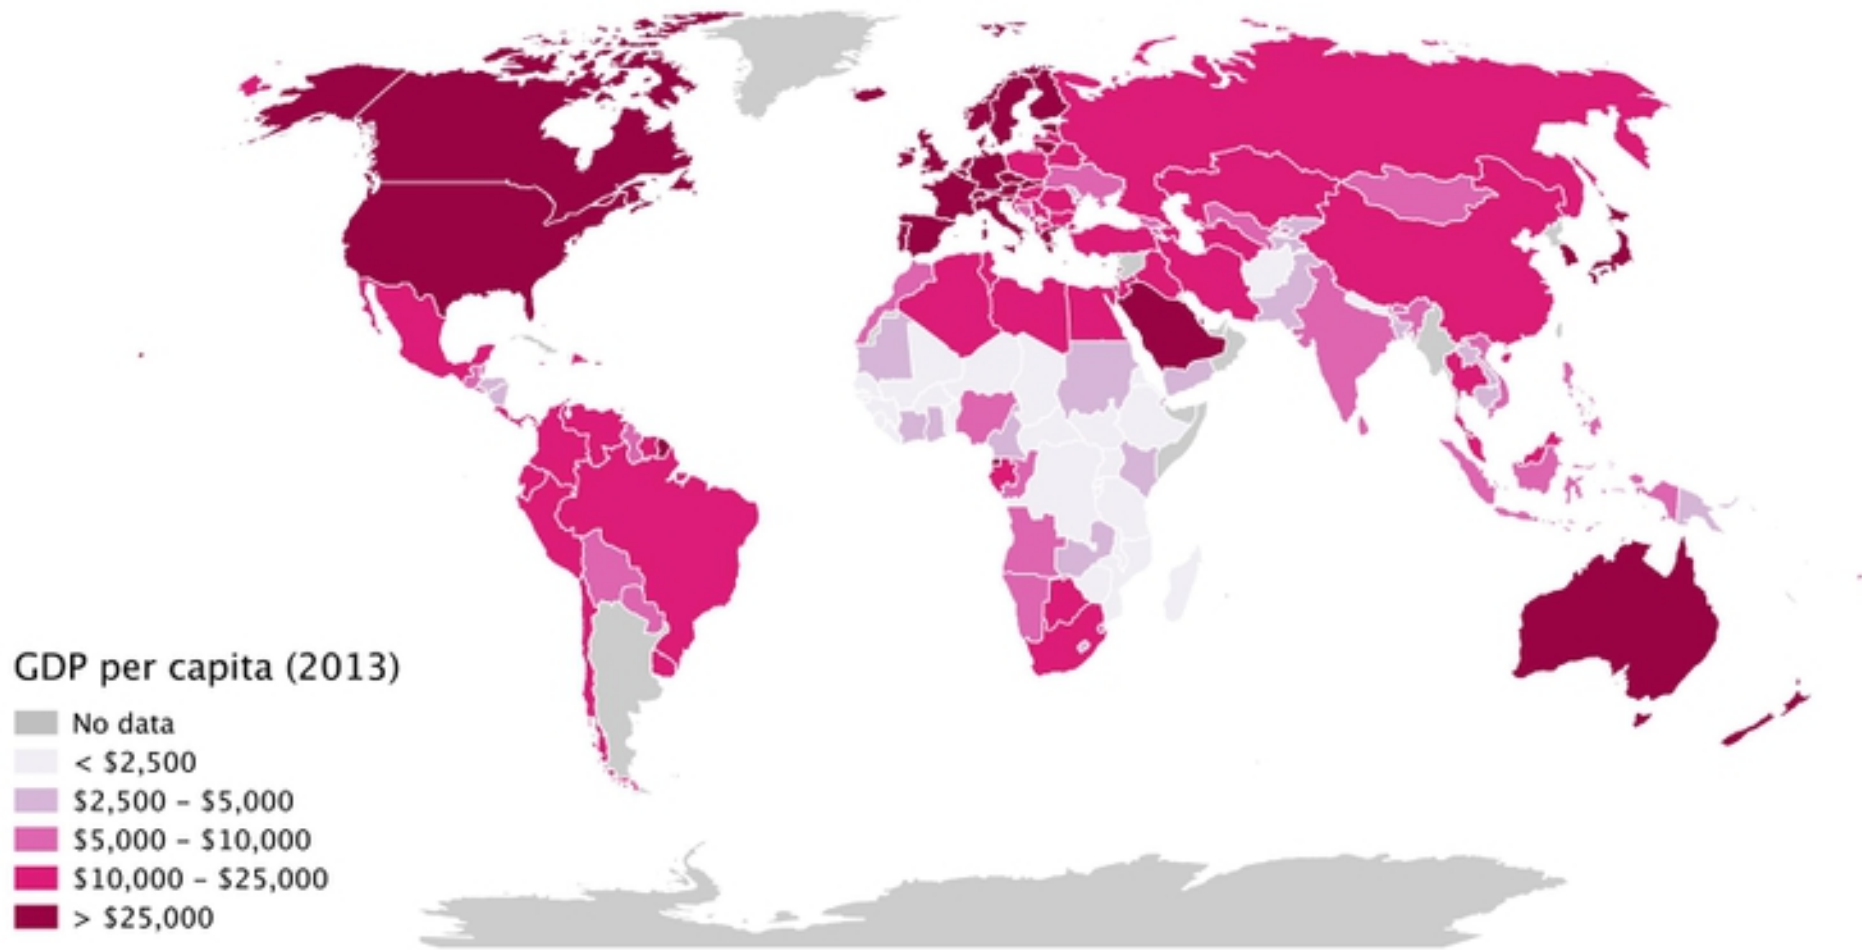 GDP per capita (2013)
No data
< $2,500
$2,500 – $5,000
$5,000 – $10,000
$10,000 – $25,000
> $25,000